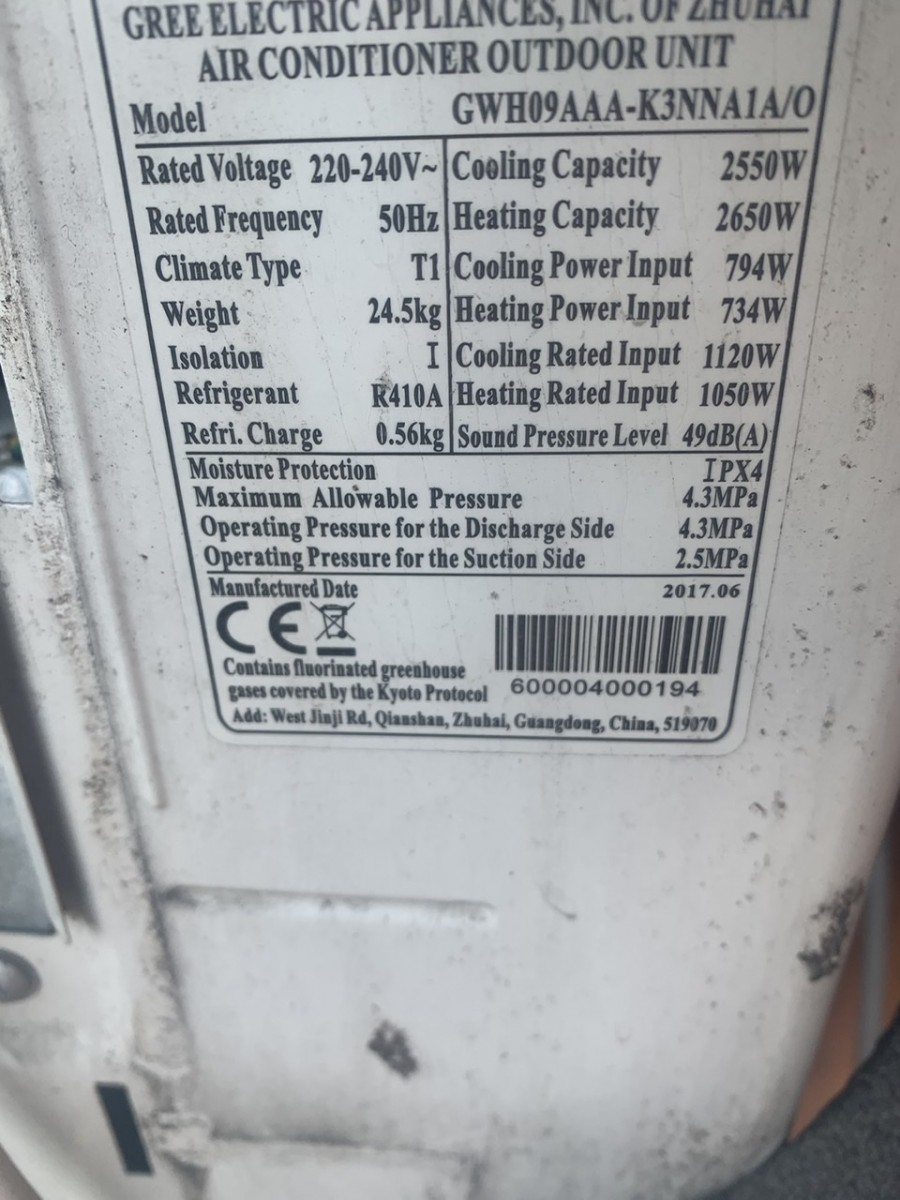 GREE ELECTRIC APPLIANCES, INC. OF ZHUHAI
AIR CONDITIONER OUTDOOR UNIT
Model GWH09AAA-K3NNA1A/O
Rated Voltage 220-240V~ Cooling Capacity 2550W
Rated Frequency 50Hz Heating Capacity 2650W
Climate Type T1 Cooling Power Input 794W
Weight 24.5kg Heating Power Input 734W
Isolation I Cooling Rated Input 1120W
Refrigerant R410A Heating Rated Input 1050W
Refri. Charge 0.56kg Sound Pressure Level 49dB(A)
Moisture Protection IPX4
Maximum Allowable Pressure 4.3MPa
Operating Pressure for the Discharge Side 4.3MPa
Operating Pressure for the Suction Side 2.5MPa
Manufactured Date 2017.06
CE
Contains fluorinated greenhouse
gases covered by the Kyoto Protocol
600004000194
Add: West Jinji Rd, Qianshan, Zhuhai, Guangdong, China, 519070